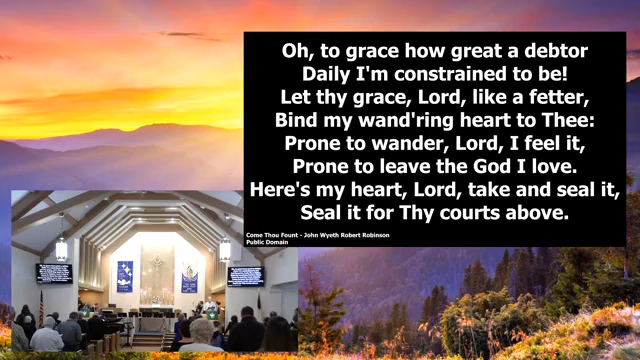 Oh, to grace how great a debtor
Daily I'm constrained to be!
Let thy grace, Lord, like a fetter,
Bind my wand'ring heart to Thee:
Prone to wander, Lord, I feel it,
Prone to leave the God I love.
Here's my heart, Lord, take and seal it,
Seal it for Thy courts above.
Come Thou Fount - John Wyeth Robert Robinson
Public Domain